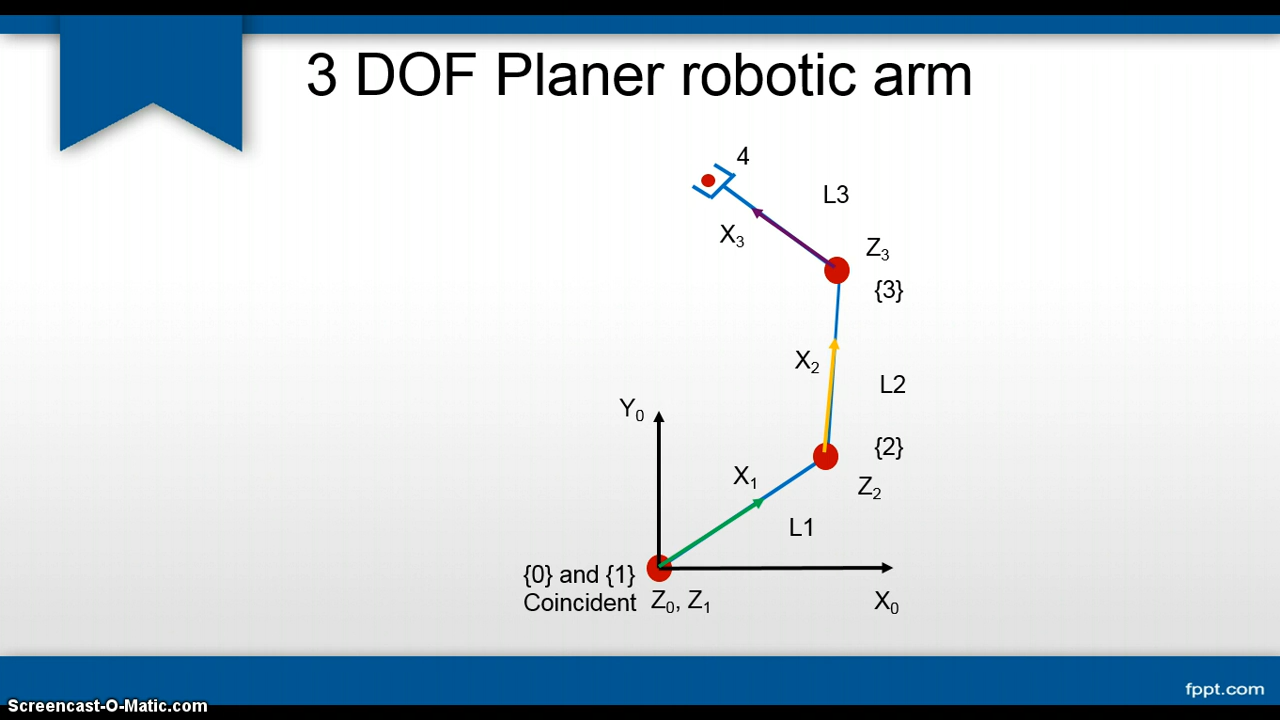 3 DOF Planer robotic arm
4
L3
X3
Z3
{3}
X2
L2
Y0
{2}
X1
Z2
L1
{0} and {1}
Coincident
Z0, Z1
X0
fppt.com
Screencast-O-Matic.com